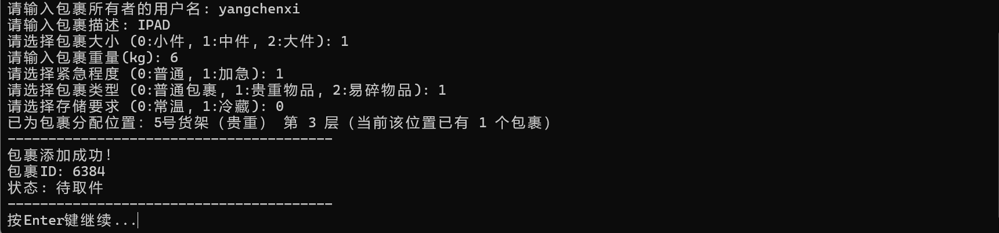 请输入包裹所有者的用户名: yangchenxi
请输入包裹描述: IPAD
请选择包裹大小 (0:小件, 1:中件, 2:大件): 1
请输入包裹重量(kg): 6
请选择紧急程度 (0:普通, 1:加急): 1
请选择包裹类型 (0:普通包裹, 1:贵重物品, 2:易碎物品): 1
请选择存储要求 (0:常温, 1:冷藏): 0
已为包裹分配位置: 5号货架 (贵重)  第 3 层 (当前该位置已有 1 个包裹)
----------------------------------------
包裹添加成功!
包裹ID: 6384
状态: 待取件
----------------------------------------
按Enter键继续...